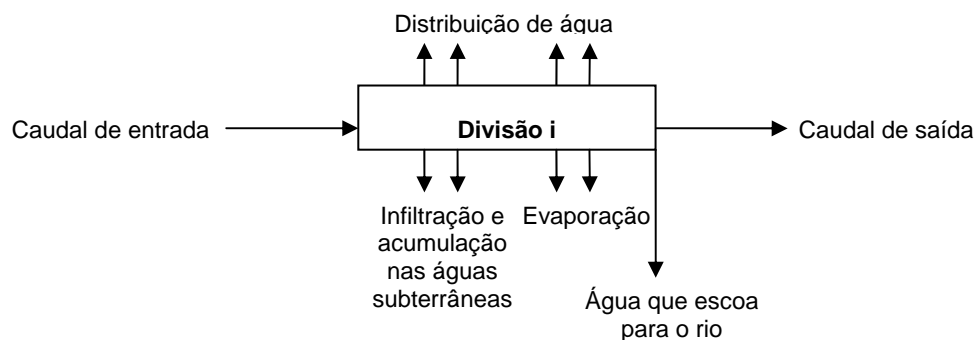 Distribuição de água
Caudal de entrada
Divisão i
Caudal de saída
Infiltração e
acumulação
nas águas
subterrâneas
Evaporação
Água que escoa
para o rio